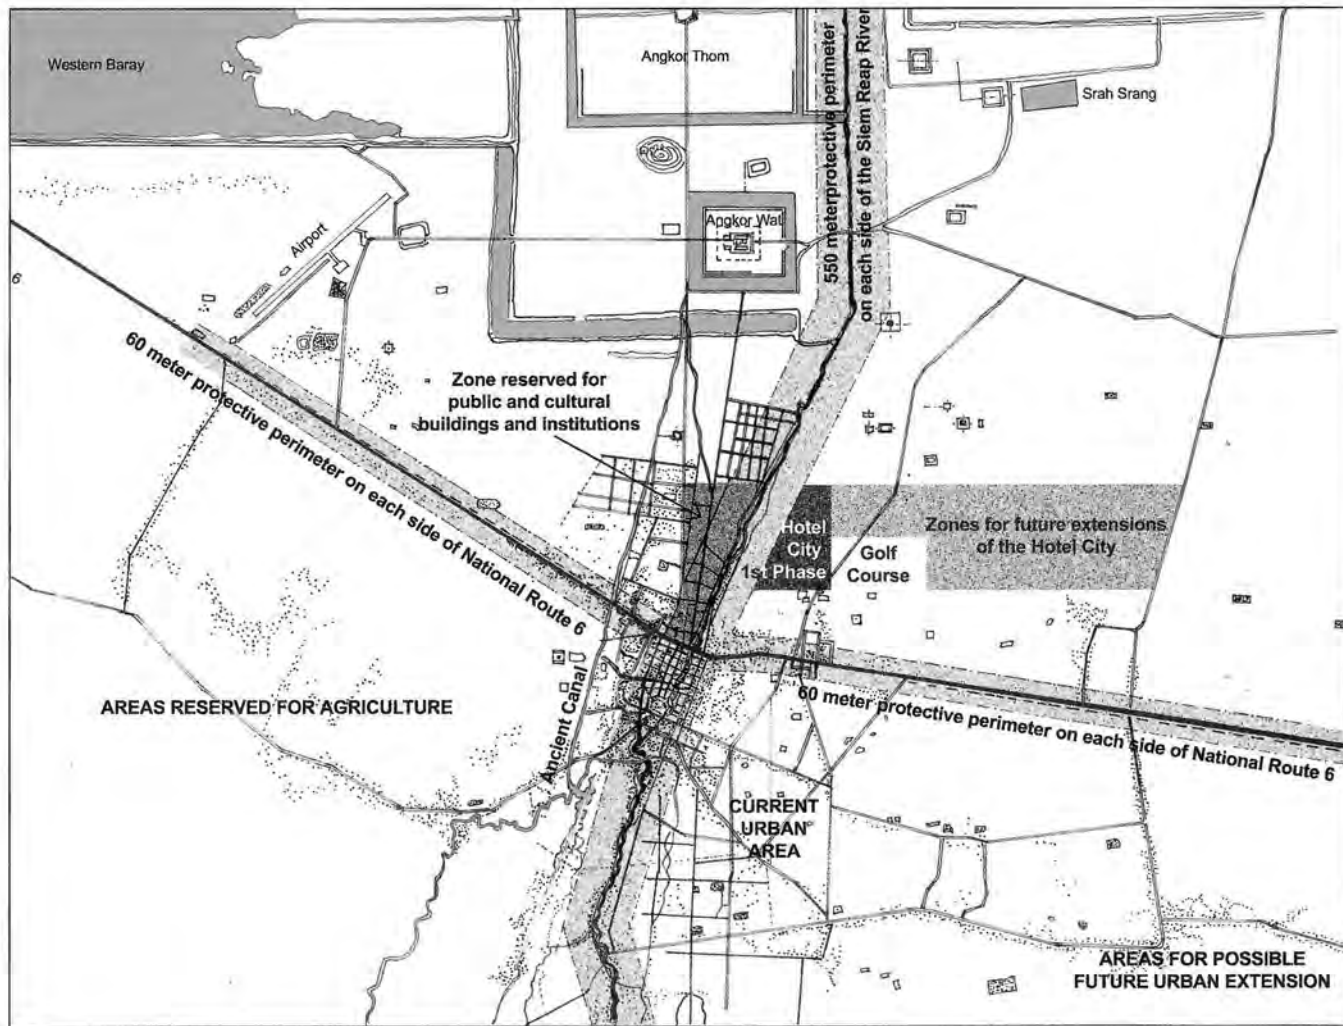 Western Baray
Angkor Thom
550 meterprotective perimeter
on each side of the Siem Reap River
Srah Srang
Angkor Wat
Airport
6
60 meter protective perimeter on each side of National Route 6
Zone reserved for
public and cultural
buildings and institutions
Hotel
City
1st Phase
Golf
Course
Zones for future extensions
of the Hotel City
AREAS RESERVED FOR AGRICULTURE
Ancient Canal
60 meter protective perimeter on each side of National Route 6
CURRENT
URBAN
AREA
AREAS FOR POSSIBLE
FUTURE URBAN EXTENSION